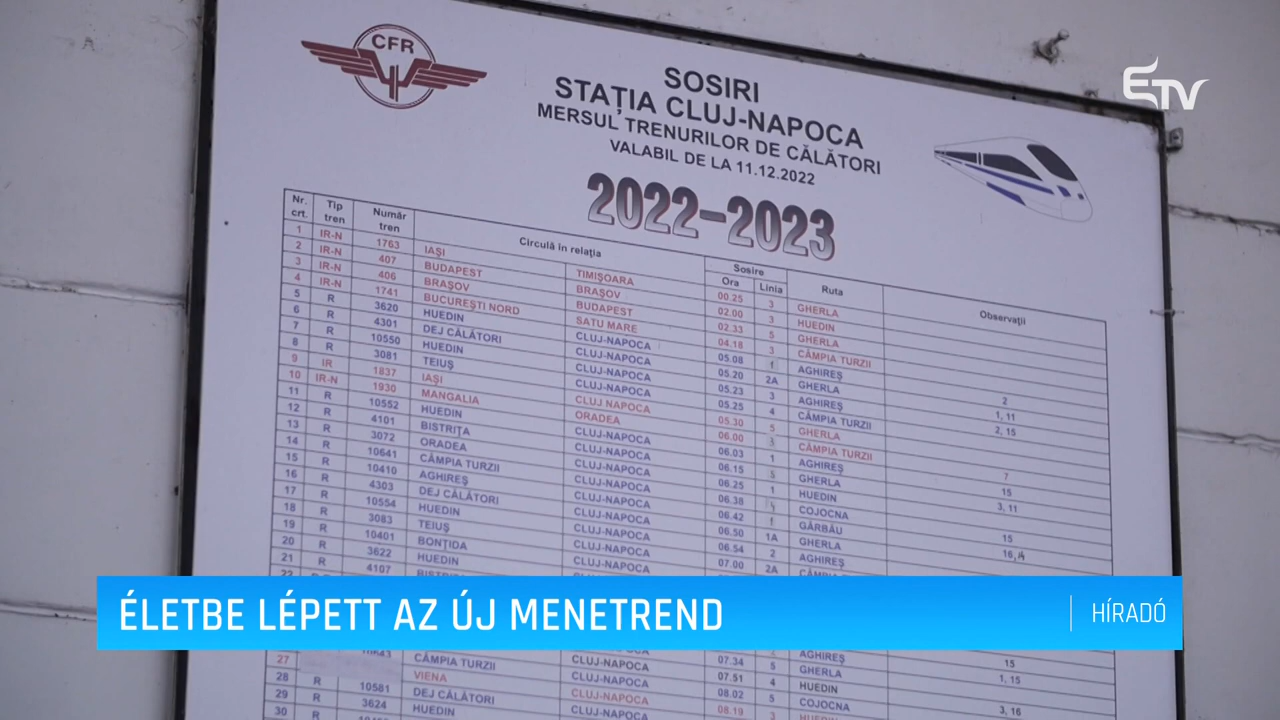 CFR
SOSIRI
STAȚIA CLUJ-NAPOCA
MERSUL TRENURILOR DE CĂLĂTORI
VALABIL DE LA 11.12.2022
2022-2023
ETV
Nr. crt. Tip tren Număr tren Circulă în relația Sosire Ora Linia Ruta Observații
1 IR-N 1763 IAȘI TIMIȘOARA 00.25 3 GHERLA
2 IR-N 407 BUDAPEST BRAȘOV 02.00 3 HUEDIN
3 IR-N 406 BRAȘOV BUDAPEST 02.33 5 GHERLA
4 IR-N 1741 BUCUREȘTI NORD SATU MARE 04.18 3 CÂMPIA TURZII
5 R 3620 HUEDIN CLUJ-NAPOCA 05.08 1 AGHIREȘ
6 R 4301 DEJ CĂLĂTORI CLUJ-NAPOCA 05.20 2A GHERLA 2
7 R 10550 HUEDIN CLUJ-NAPOCA 05.23 3 AGHIREȘ 1, 11
8 R 3081 TEIUȘ CLUJ-NAPOCA 05.25 4 CÂMPIA TURZII 2, 15
9 IR 1837 IAȘI CLUJ NAPOCA 05.30 5 GHERLA
10 IR-N 1930 MANGALIA ORADEA 06.00 3 CÂMPIA TURZII
11 R 10552 HUEDIN CLUJ-NAPOCA 06.03 1 AGHIREȘ 7
12 R 4101 BISTRIȚA CLUJ-NAPOCA 06.15 5 GHERLA 15
13 R 3072 ORADEA CLUJ-NAPOCA 06.25 1 HUEDIN 3, 11
14 R 10641 CÂMPIA TURZII CLUJ-NAPOCA 06.38 COJOCNA
15 R 10410 AGHIREȘ CLUJ-NAPOCA 06.42 1 GÂRBĂU 15
16 R 4303 DEJ CĂLĂTORI CLUJ-NAPOCA 06.50 1A GHERLA 16,
17 R 10554 HUEDIN CLUJ-NAPOCA 06.54 2 AGHIREȘ
18 R 3083 TEIUȘ CLUJ-NAPOCA 07.00 2A
19 R 10401 BONȚIDA CLUJ-NAPOCA
20 R 3622 HUEDIN
21 R 4107
22
ÉLETBE LÉPETT AZ ÚJ MENETREND
HÍRADÓ
27 CÂMPIA TURZII CLUJ-NAPOCA 07.34 5 AGHIREȘ 15
28 R VIENA CLUJ-NAPOCA 07.51 4 GHERLA 1, 15
29 R 10581 DEJ CĂLĂTORI CLUJ-NAPOCA 08.02 5 HUEDIN
30 R 3624 HUEDIN CLUJ-NAPOCA 08.19 3 COJOCNA 3, 16